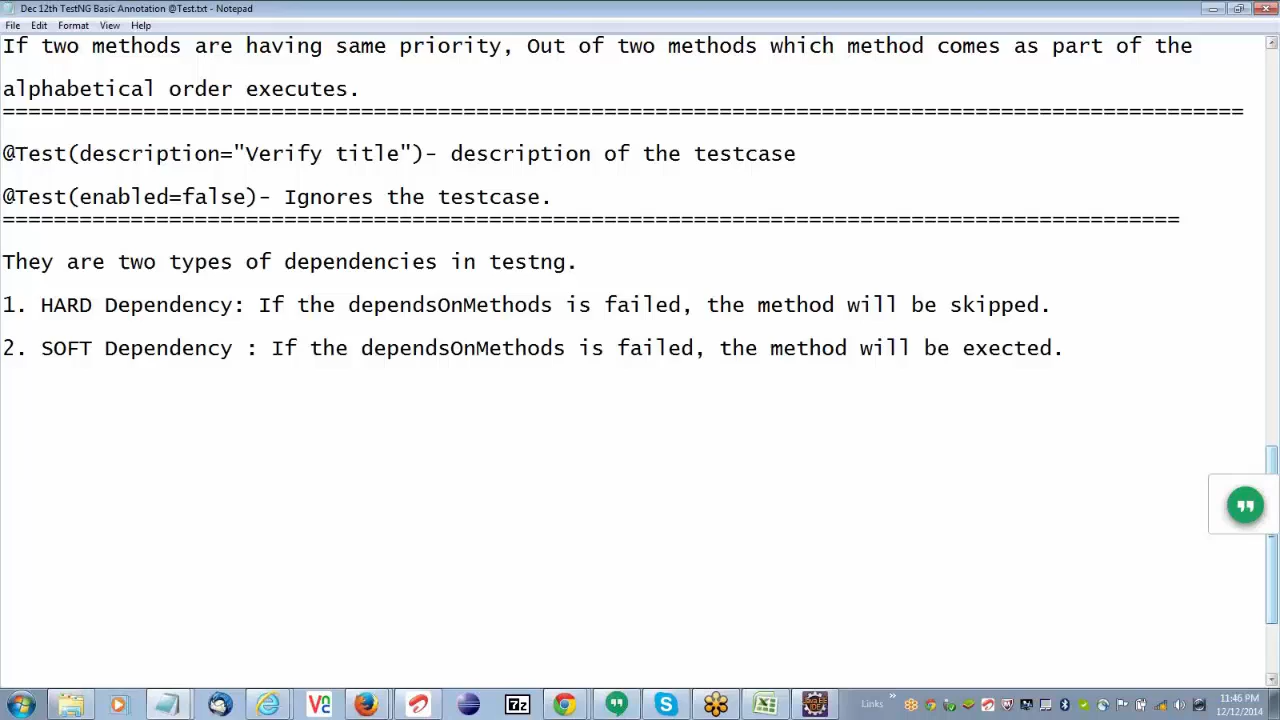 Dec 12th TestNG Basic Annotation @Test.txt - Notepad
File Edit Format View Help
If two methods are having same priority, Out of two methods which method comes as part of the
alphabetical order executes.
=================================================================================================
@Test(description="Verify title")- description of the testcase
@Test(enabled=false)- Ignores the testcase.
============================================================================================
They are two types of dependencies in testng.
1. HARD Dependency: If the dependsOnMethods is failed, the method will be skipped.
2. SOFT Dependency : If the dependsOnMethods is failed, the method will be exected.
Links
11:46 PM
12/12/2014